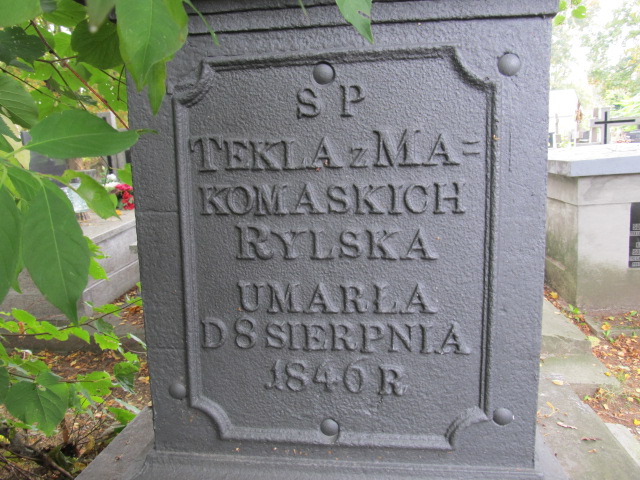 S P
TEKLA z MA=
KOMASKICH
RYLSKA
UMARŁA
D 8 SIERPNIA
1846 R